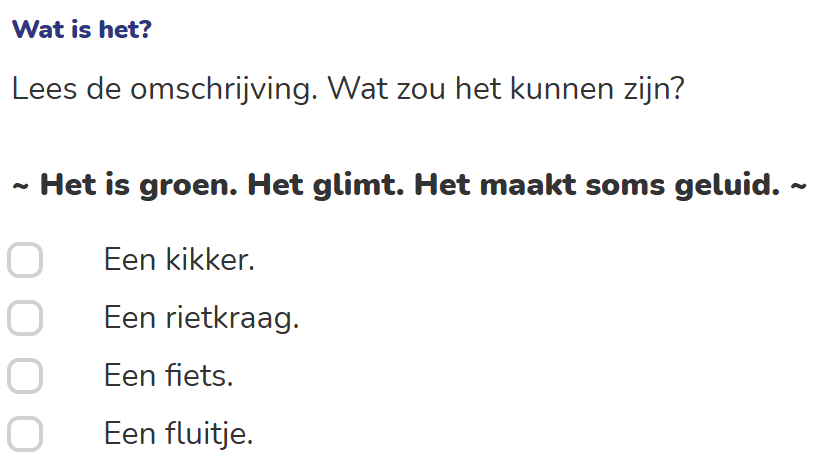 Wat is het?
Lees de omschrijving. Wat zou het kunnen zijn?
~ Het is groen. Het glimt. Het maakt soms geluid. ~
Een kikker.
Een rietkraag.
Een fiets.
Een fluitje.